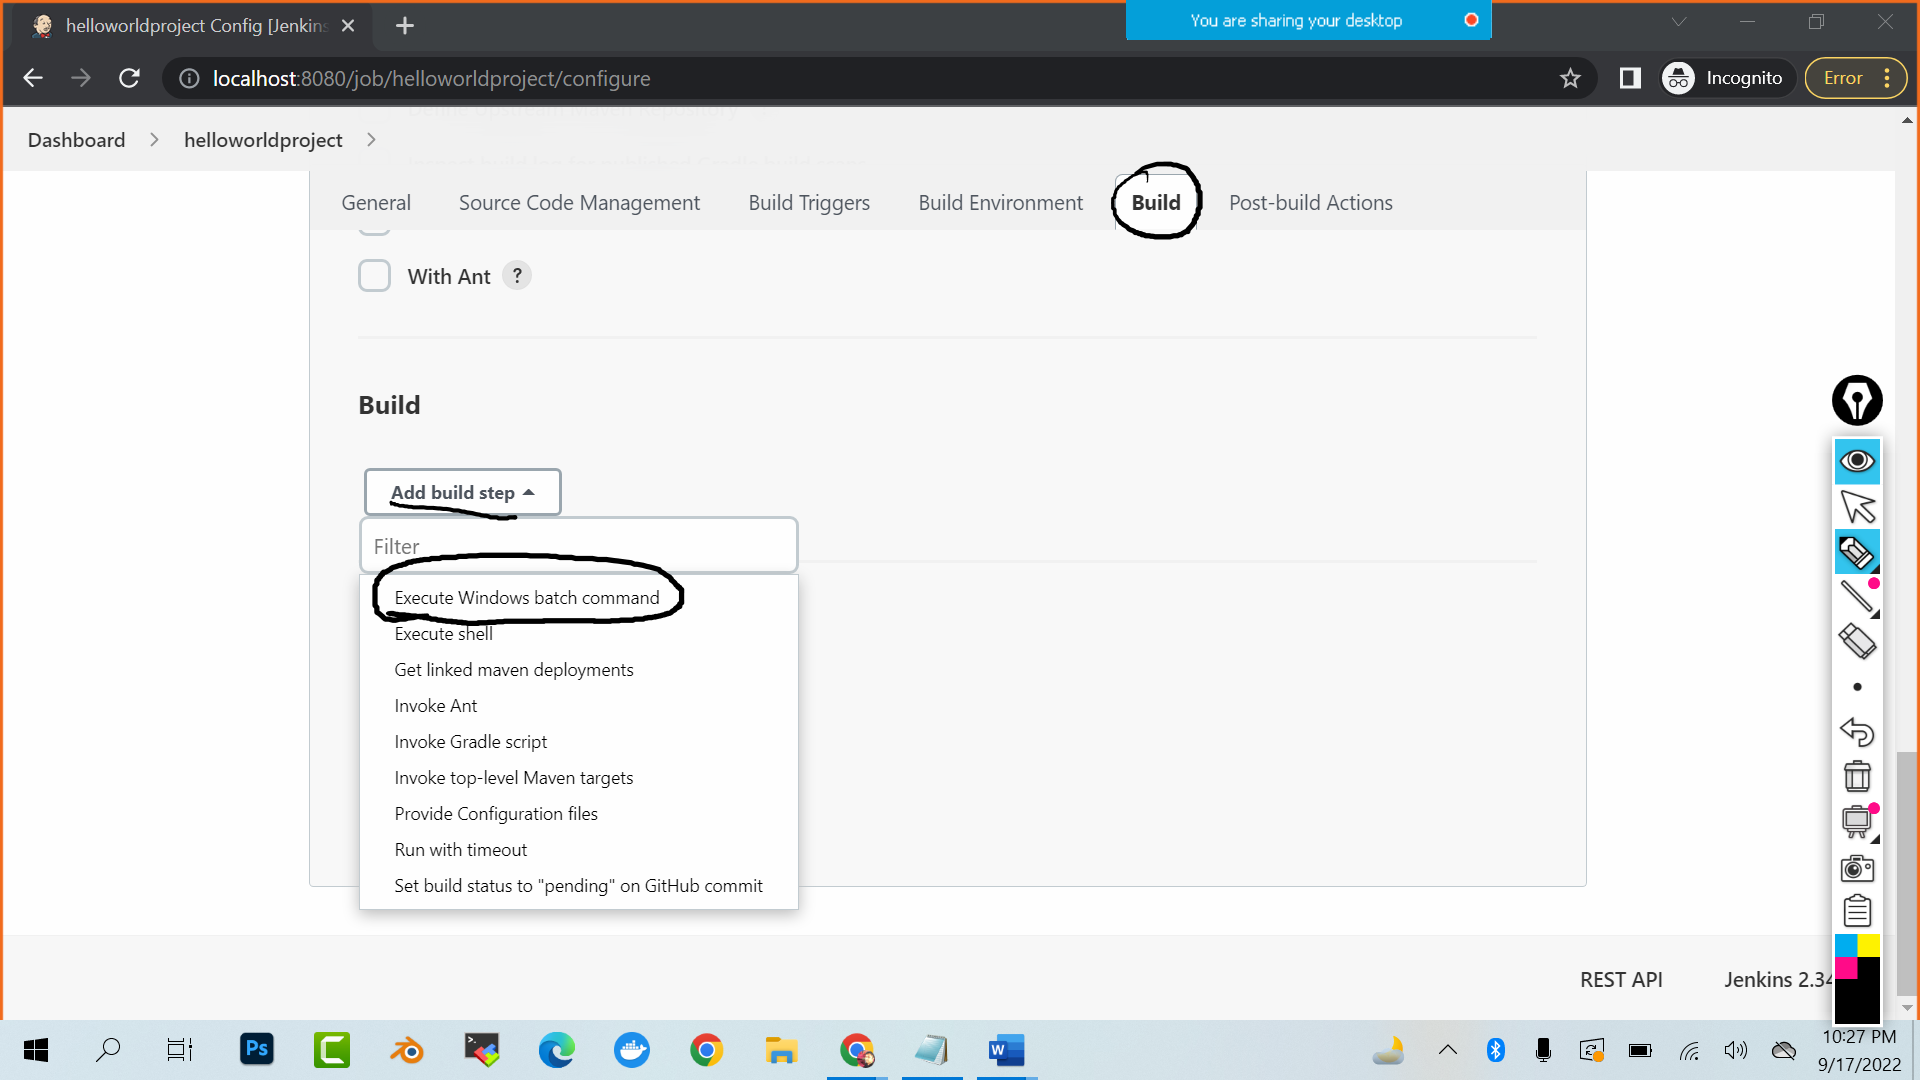 helloworldproject Config [Jenkins
You are sharing your desktop
localhost:8080/job/helloworldproject/configure
Incognito
Error
Dashboard
helloworldproject
General
Source Code Management
Build Triggers
Build Environment
Build
Post-build Actions
With Ant ?
Build
Add build step
Filter
Execute Windows batch command
Execute shell
Get linked maven deployments
Invoke Ant
Invoke Gradle script
Invoke top-level Maven targets
Provide Configuration files
Run with timeout
Set build status to "pending" on GitHub commit
REST API
Jenkins 2.34
Ps
C
W
10:27 PM
9/17/2022